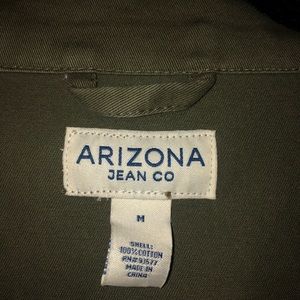 ARIZONA
JEAN CO
M
SHELL:
100% COTTON
RN#93677
MADE IN
CHINA